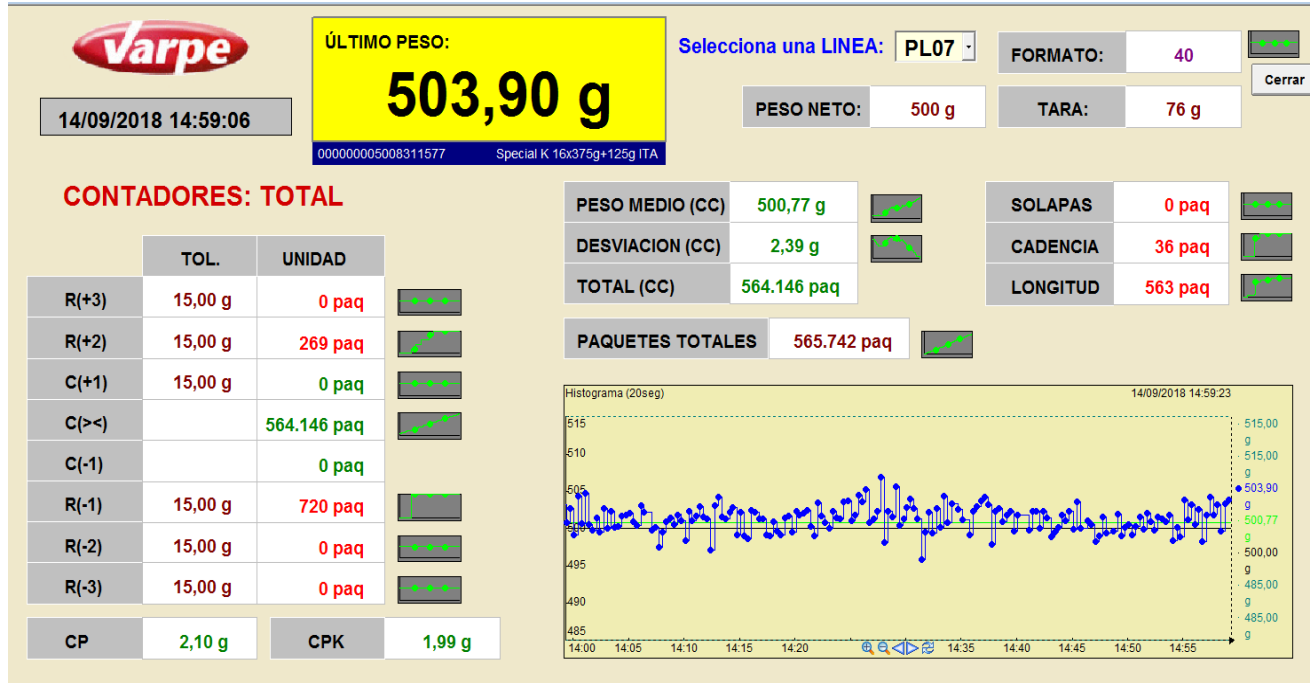 Varpe
14/09/2018 14:59:06
ÚLTIMO PESO:
503,90 g
000000005008311577 Special K 16x375g+125g ITA
Selecciona una LINEA: PL07
FORMATO: 40
Cerrar
PESO NETO: 500 g
TARA: 76 g
CONTADORES: TOTAL
TOL. UNIDAD
R(+3) 15,00 g 0 paq
R(+2) 15,00 g 269 paq
C(+1) 15,00 g 0 paq
C(><) 564.146 paq
C(-1) 0 paq
R(-1) 15,00 g 720 paq
R(-2) 15,00 g 0 paq
R(-3) 15,00 g 0 paq
CP 2,10 g CPK 1,99 g
PESO MEDIO (CC) 500,77 g
DESVIACION (CC) 2,39 g
TOTAL (CC) 564.146 paq
SOLAPAS 0 paq
CADENCIA 36 paq
LONGITUD 563 paq
PAQUETES TOTALES 565.742 paq
Histograma (20seg) 14/09/2018 14:59:23
515
510
505
500
495
490
485
515,00
g
515,00
g
503,90
g
500,77
g
500,00
g
485,00
g
485,00
g
14:00 14:05 14:10 14:15 14:20 14:35 14:40 14:45 14:50 14:55